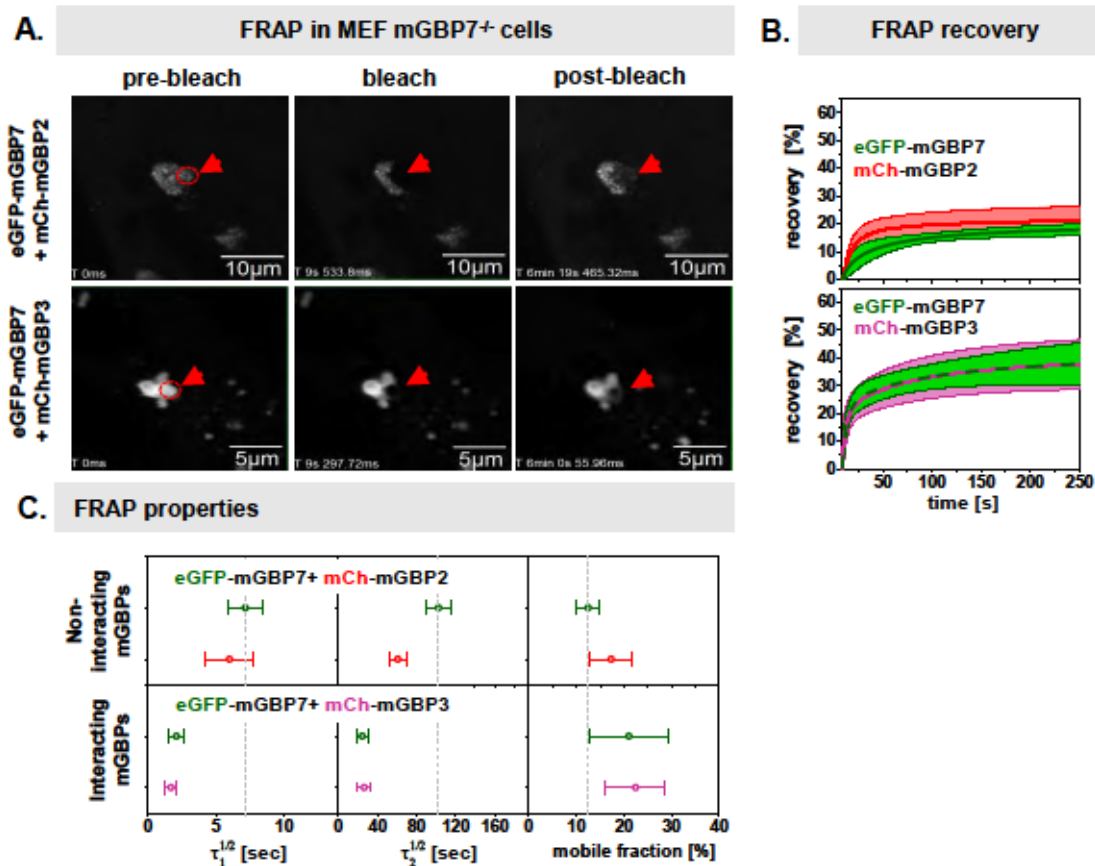 A.
FRAP in MEF mGBP7-/- cells
pre-bleach
bleach
post-bleach
eGFP-mGBP7
+ mCh-mGBP2
10µm
T 0ms
10µm
T 9s 533.8ms
10µm
T 6min 19s 465.32ms
eGFP-mGBP7
+ mCh-mGBP3
5µm
T 0ms
5µm
T 9s 297.72ms
5µm
T 6min 0s 55.96ms
B.
FRAP recovery
recovery [%]
60
50
40
30
20
10
0
eGFP-mGBP7
mCh-mGBP2
recovery [%]
60
50
40
30
20
10
0
eGFP-mGBP7
mCh-mGBP3
50 100 150 200 250
time [s]
C.
FRAP properties
Non-
interacting
mGBPs
eGFP-mGBP7+ mCh-mGBP2
Interacting
mGBPs
eGFP-mGBP7+ mCh-mGBP3
0 5 10
τ₁1/2 [sec]
0 40 80 120 160
τ₂1/2 [sec]
10 20 30 40
mobile fraction [%]